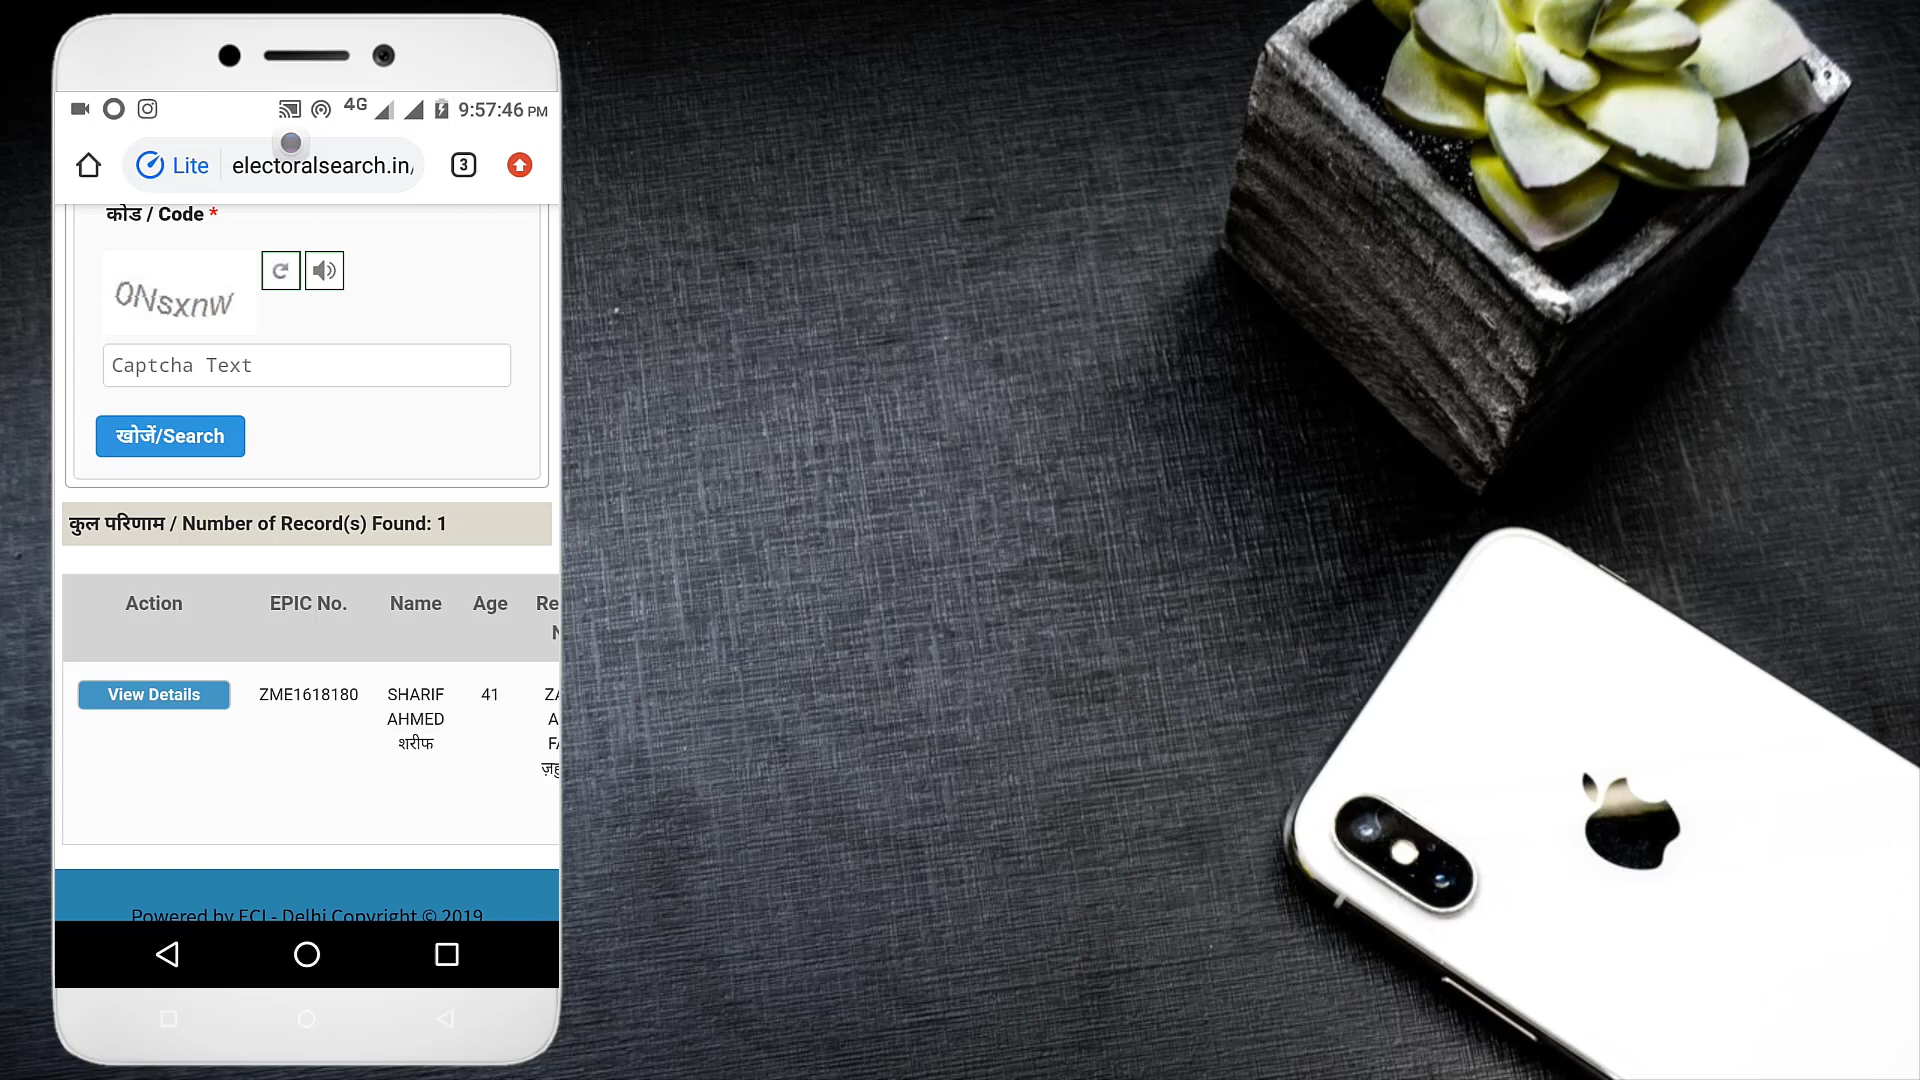 4G 9:57:46 PM
Lite electoralsearch.in/ 3
कोड / Code *
0Nsxnw
Captcha Text
खोजें/Search
कुल परिणाम / Number of Record(s) Found: 1
Action EPIC No. Name Age Re
N
View Details ZME1618180 SHARIF 41 ZA
AHMED A
शरीफ FA
Powered by ECI - Delhi Copyright © 2019